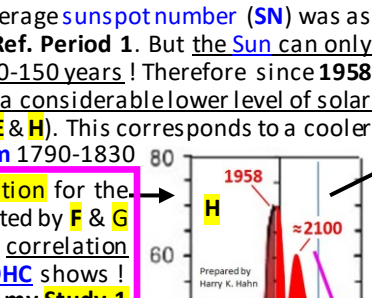 erage sunspot number (SN) was as
Ref. Period 1. But the Sun can only
0-150 years ! Therefore since 1958
a considerable lower level of solar
& H). This corresponds to a cooler
1790-1830
tion for the
ted by F & G
correlation
OHC shows !
my Study 1
80
1958
H
≈2100
60
Prepared by
Harry K. Hahn